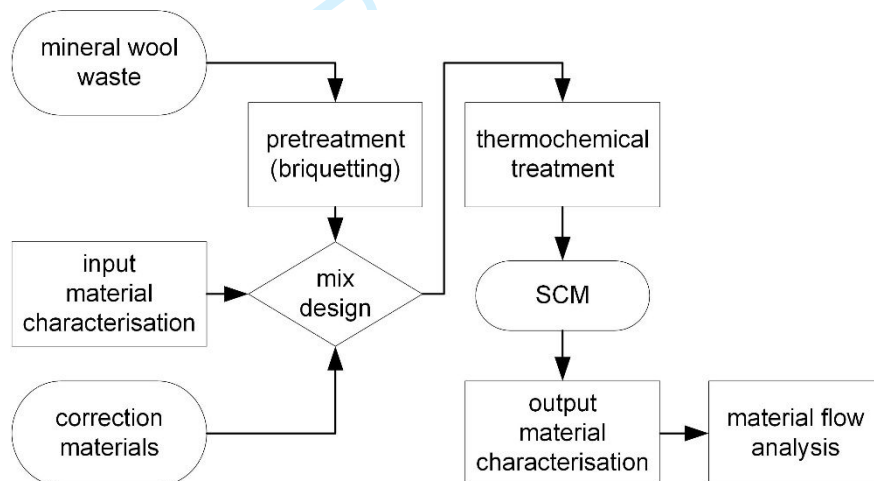 mineral wool
waste
pretreatment
(briquetting)
thermochemical
treatment
input
material
characterisation
mix
design
SCM
correction
materials
output
material
characterisation
material flow
analysis